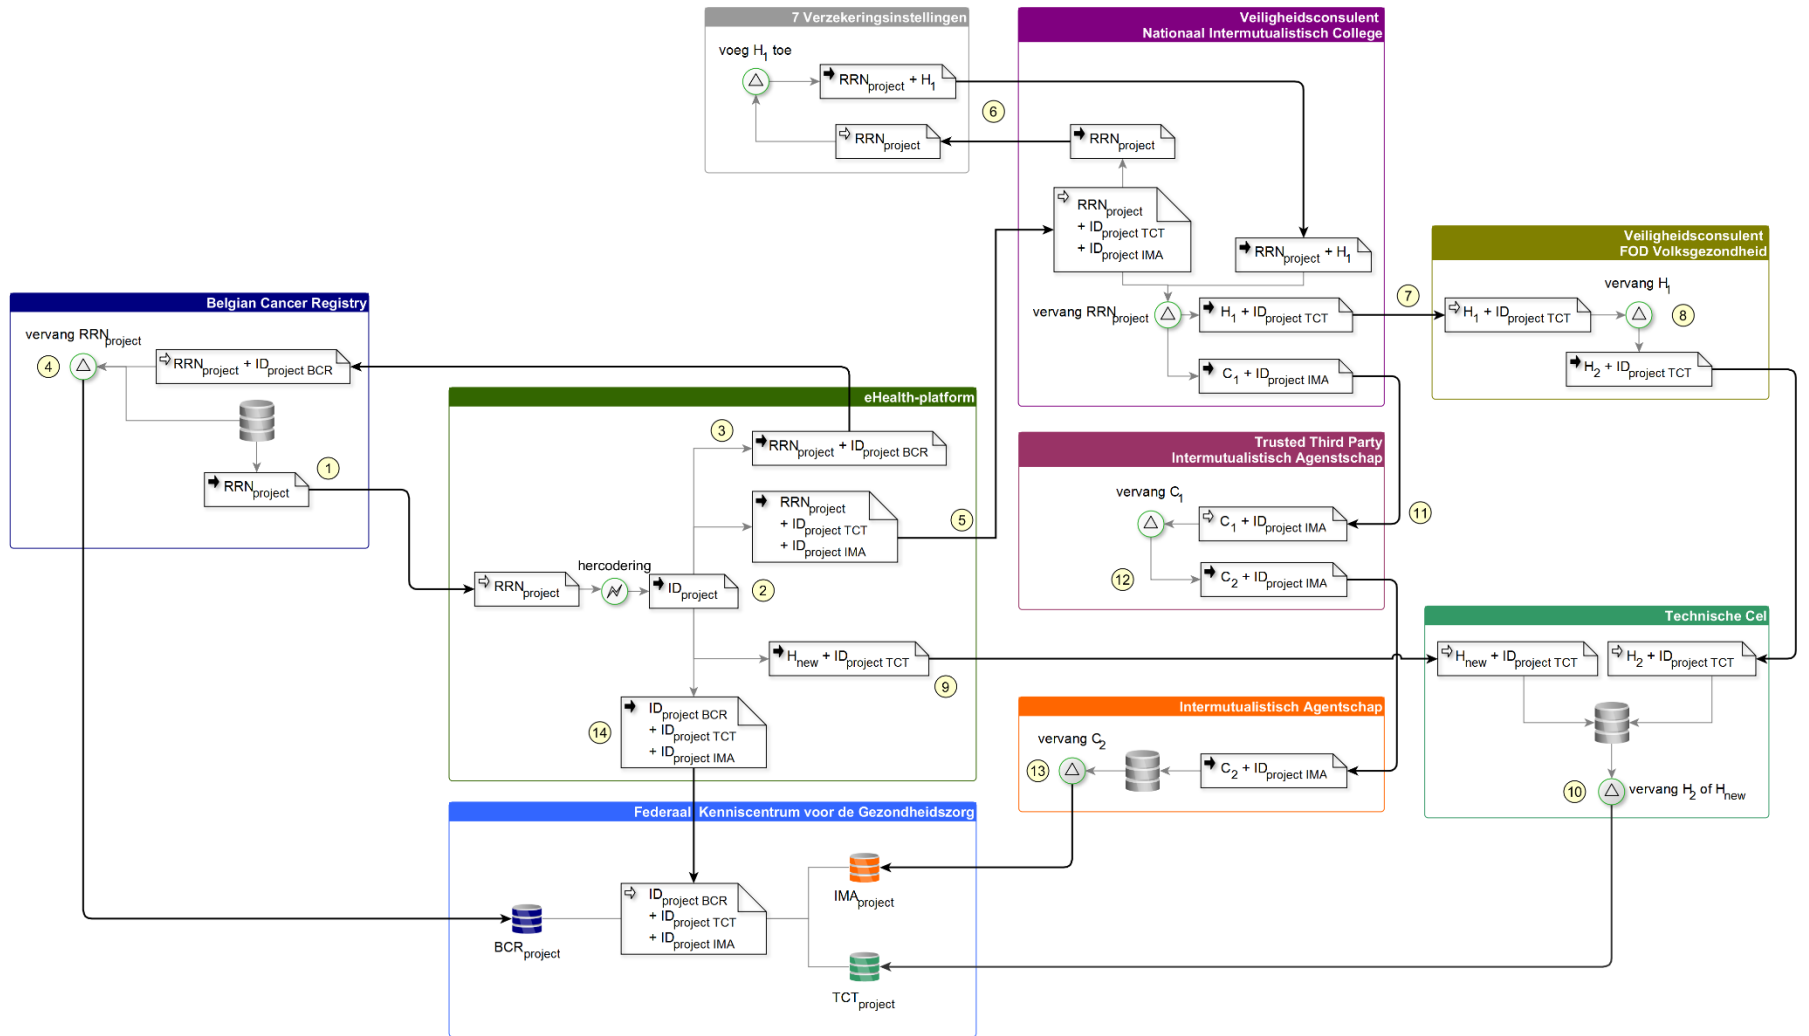 7 Verzekeringsinstellingen
voeg H1 toe
RRNproject + H1
RRNproject
6
Veiligheidsconsulent
Nationaal Intermutualistisch College
RRNproject
RRNproject
+ IDproject TCT
+ IDproject IMA
RRNproject + H1
vervang RRNproject
H1 + IDproject TCT
C1 + IDproject IMA
7
Veiligheidsconsulent
FOD Volksgezondheid
vervang H1
H1 + IDproject TCT
8
H2 + IDproject TCT
Belgian Cancer Registry
vervang RRNproject
4
RRNproject + IDproject BCR
RRNproject
1
eHealth-platform
3
RRNproject + IDproject BCR
RRNproject
+ IDproject TCT
+ IDproject IMA
5
hercodering
RRNproject
IDproject
2
Hnew + IDproject TCT
9
14
IDproject BCR
+ IDproject TCT
+ IDproject IMA
Trusted Third Party
Intermutualistisch Agenstschap
vervang C1
C1 + IDproject IMA
11
12
C2 + IDproject IMA
Technische Cel
Hnew + IDproject TCT
H2 + IDproject TCT
10
vervang H2 of Hnew
Intermutualistisch Agentschap
vervang C2
13
C2 + IDproject IMA
Federaal Kenniscentrum voor de Gezondheidszorg
BCRproject
IDproject BCR
+ IDproject TCT
+ IDproject IMA
IMAproject
TCTproject